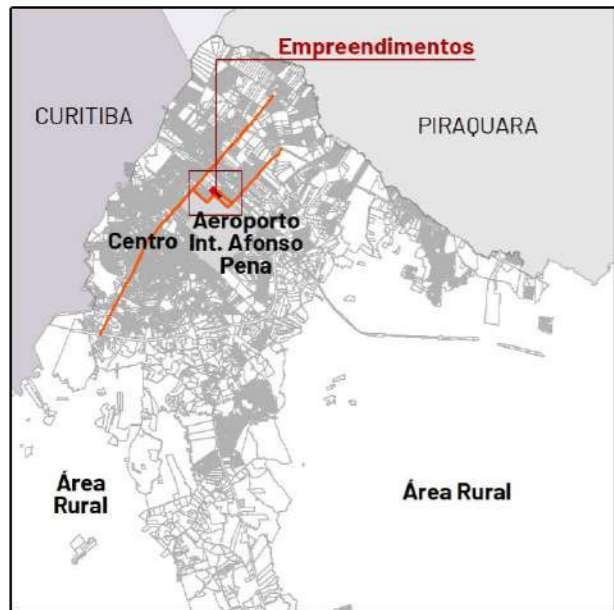 Empreendimentos
CURITIBA
PIRAQUARA
Centro
Aeroporto
Int. Afonso
Pena
Área
Rural
Área Rural